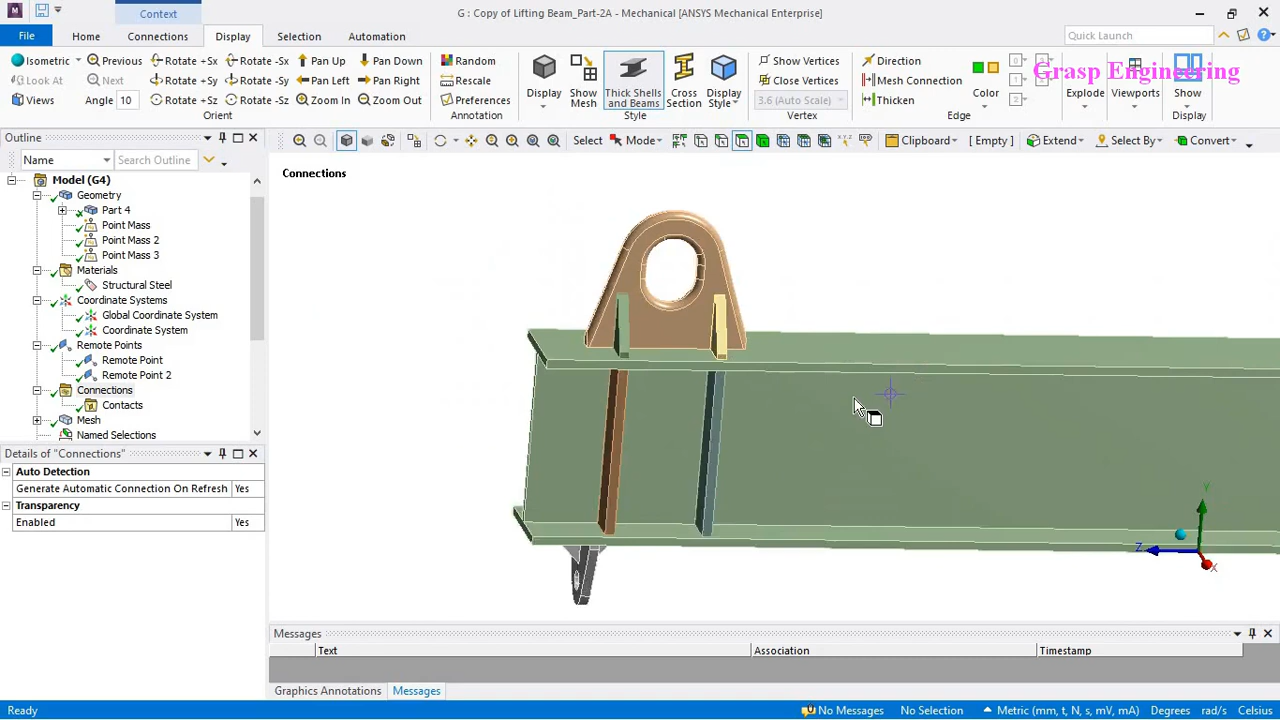 G : Copy of Lifting Beam_Part-2A - Mechanical [ANSYS Mechanical Enterprise]
Context
File Home Connections Display Selection Automation
Quick Launch
Isometric Previous Rotate +Sx Rotate -Sx Pan Up Pan Down Random Show Vertices Direction
Look At Next Rotate +Sy Rotate -Sy Pan Left Pan Right Rescale Close Vertices Mesh Connection
Views Angle 10 Rotate +Sz Rotate -Sz Zoom In Zoom Out Preferences 3.6 (Auto Scale) Thicken
Display Show Mesh Thick Shells and Beams Cross Section Display Style Color Explode Viewports Show
Grasp Engineering
Orient Annotation Style Vertex Edge Explode Viewports Display
Outline
Select Mode Clipboard [ Empty ] Extend Select By Convert
Name Search Outline
Connections
Model (G4)
Geometry
Part 4
Point Mass
Point Mass 2
Point Mass 3
Materials
Structural Steel
Coordinate Systems
Global Coordinate System
Coordinate System
Remote Points
Remote Point
Remote Point 2
Connections
Contacts
Mesh
Named Selections
Details of "Connections"
Auto Detection
Generate Automatic Connection On Refresh Yes
Transparency
Enabled Yes
Y
Z
X
Messages
Text Association Timestamp
Graphics Annotations Messages
Ready No Messages No Selection Metric (mm, t, N, s, mV, mA) Degrees rad/s Celsius